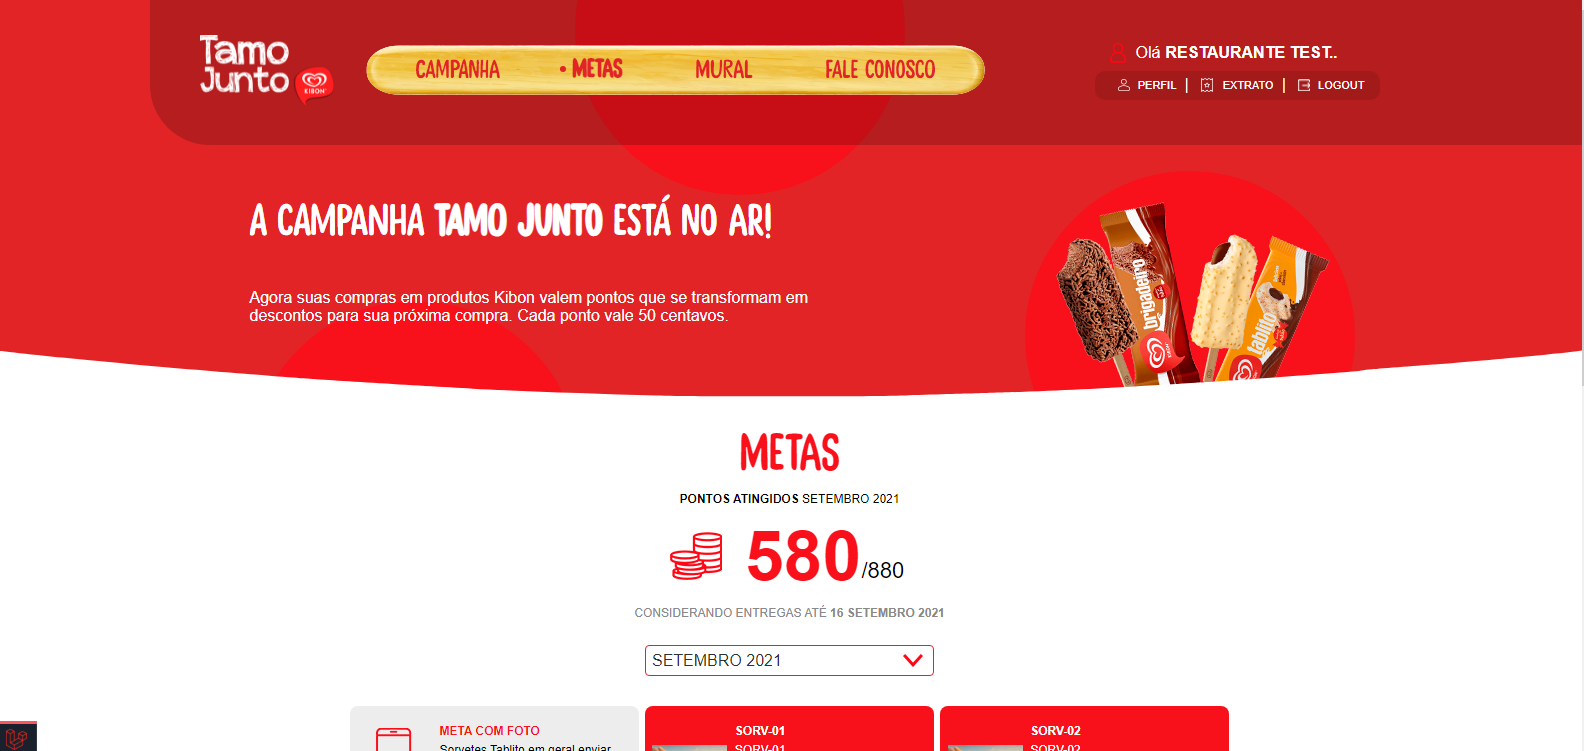 Tamo
Junto
KIBON
CAMPANHA
• METAS
MURAL
FALE CONOSCO
Olá RESTAURANTE TEST..
PERFIL | EXTRATO | LOGOUT
A CAMPANHA TAMO JUNTO ESTÁ NO AR!
Agora suas compras em produtos Kibon valem pontos que se transformam em
descontos para sua próxima compra. Cada ponto vale 50 centavos.
Brigadeiro
tablito
METAS
PONTOS ATINGIDOS SETEMBRO 2021
580/880
CONSIDERANDO ENTREGAS ATÉ 16 SETEMBRO 2021
SETEMBRO 2021
META COM FOTO
Sorvetes Tablito em geral enviar
SORV-01
SORV-01
SORV-02
SORV-02